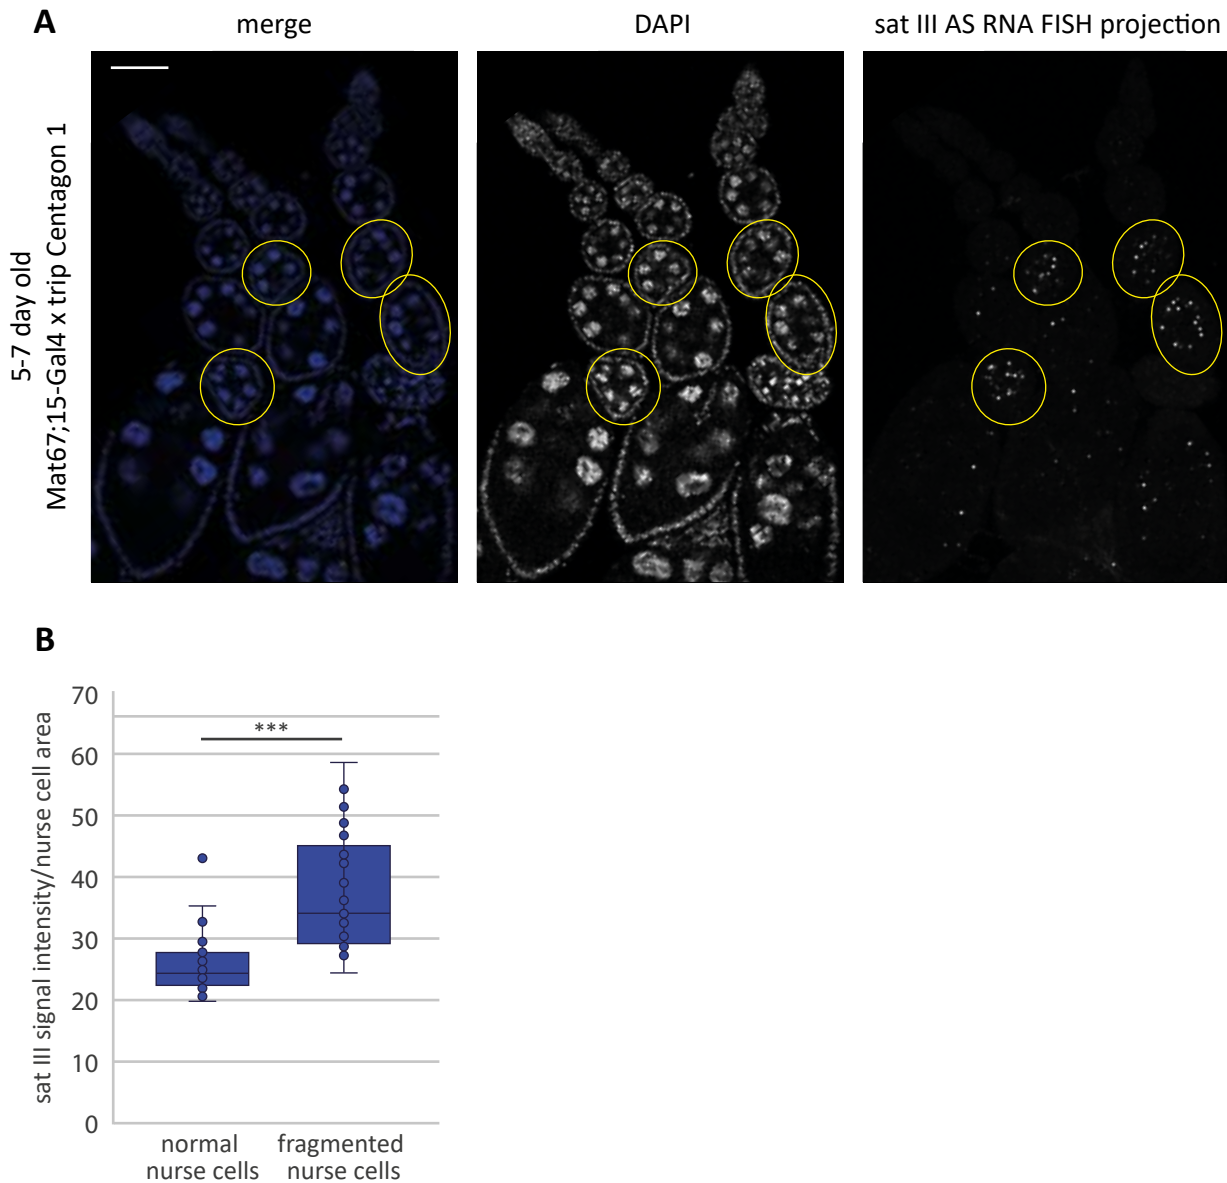 A
merge
DAPI
sat III AS RNA FISH projection
5-7 day old
Mat67;15-Gal4 x trip Centagon 1
B
sat III signal intensity/nurse cell area
70
60
50
40
30
20
10
0
***
normal
nurse cells
fragmented
nurse cells